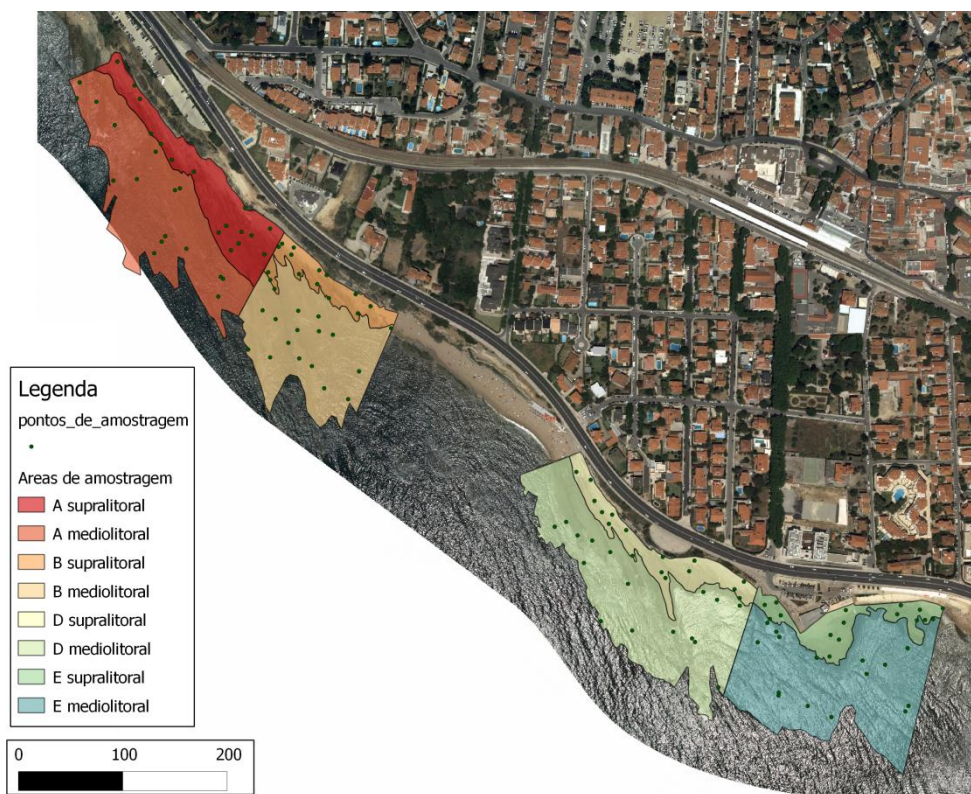 Legenda
pontos_de_amostragem
Areas de amostragem
A supralitoral
A mediolitoral
B supralitoral
B mediolitoral
D supralitoral
D mediolitoral
E supralitoral
E mediolitoral
0 100 200